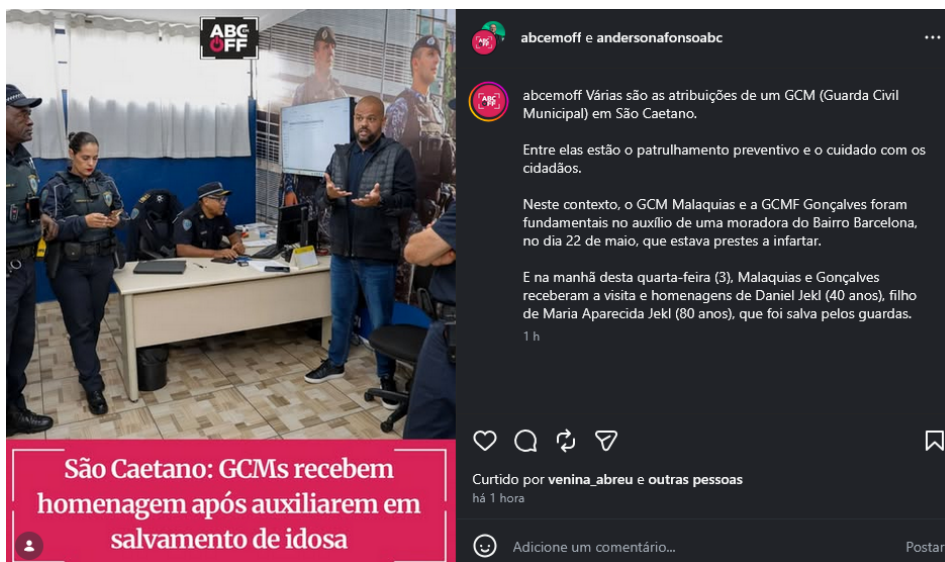 ABC
OFF
São Caetano: GCMs recebem
homenagem após auxiliarem em
salvamento de idosa
abcemoff e andersonafonsoabc
abcemoff Várias são as atribuições de um GCM (Guarda Civil
Municipal) em São Caetano.
Entre elas estão o patrulhamento preventivo e o cuidado com os
cidadãos.
Neste contexto, o GCM Malaquias e a GCMF Gonçalves foram
fundamentais no auxílio de uma moradora do Bairro Barcelona,
no dia 22 de maio, que estava prestes a infartar.
E na manhã desta quarta-feira (3), Malaquias e Gonçalves
receberam a visita e homenagens de Daniel Jekl (40 anos), filho
de Maria Aparecida Jekl (80 anos), que foi salva pelos guardas.
1 h
Curtido por venina_abreu e outras pessoas
há 1 hora
Adicione um comentário...
Postar